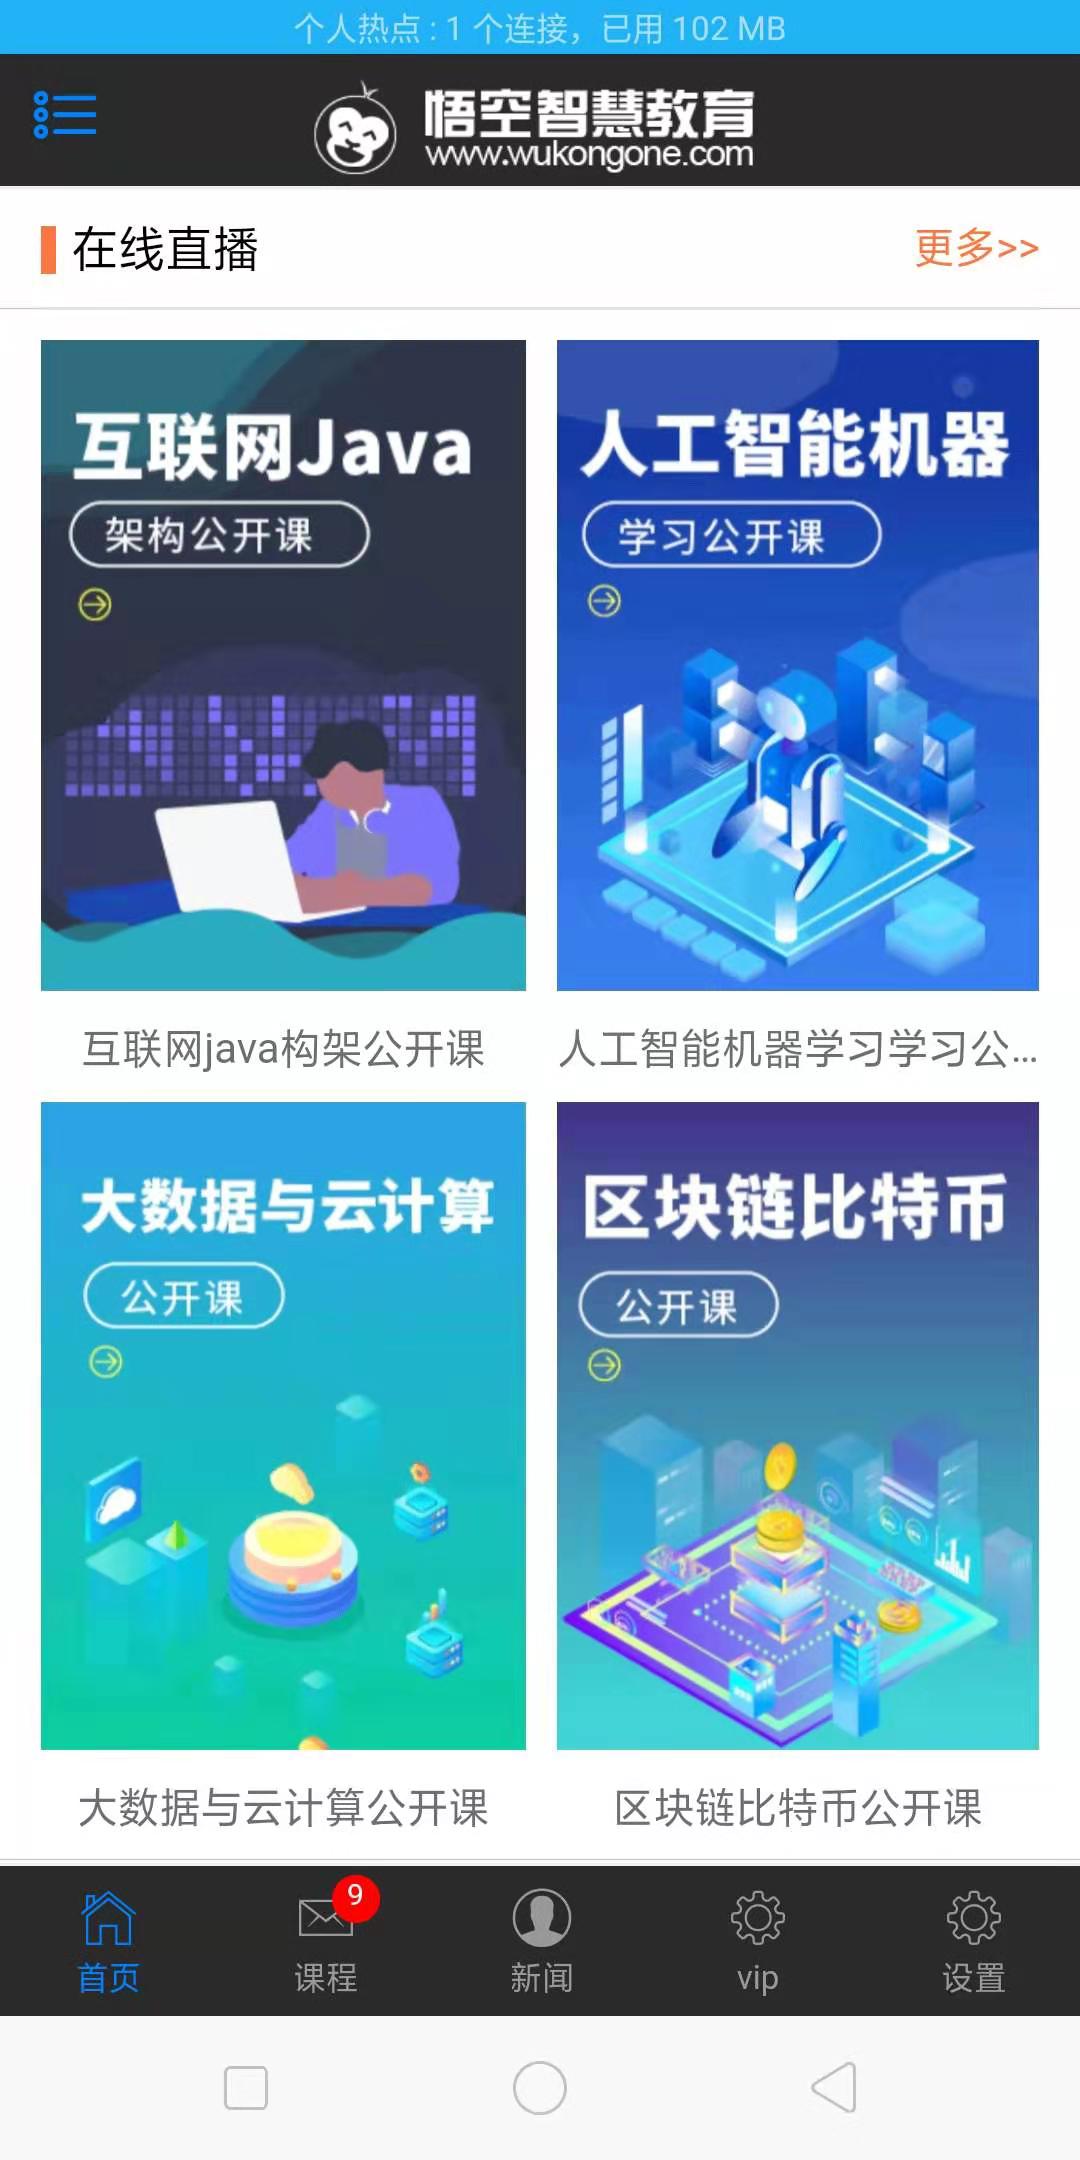 个人热点 : 1 个连接，已用 102 MB
悟空智慧教育
www.wukongone.com
在线直播
更多>>
互联网Java
架构公开课
人工智能机器
学习公开课
互联网java构架公开课
人工智能机器学习学习公...
大数据与云计算
公开课
区块链比特币
公开课
大数据与云计算公开课
区块链比特币公开课
9
首页
课程
新闻
vip
设置